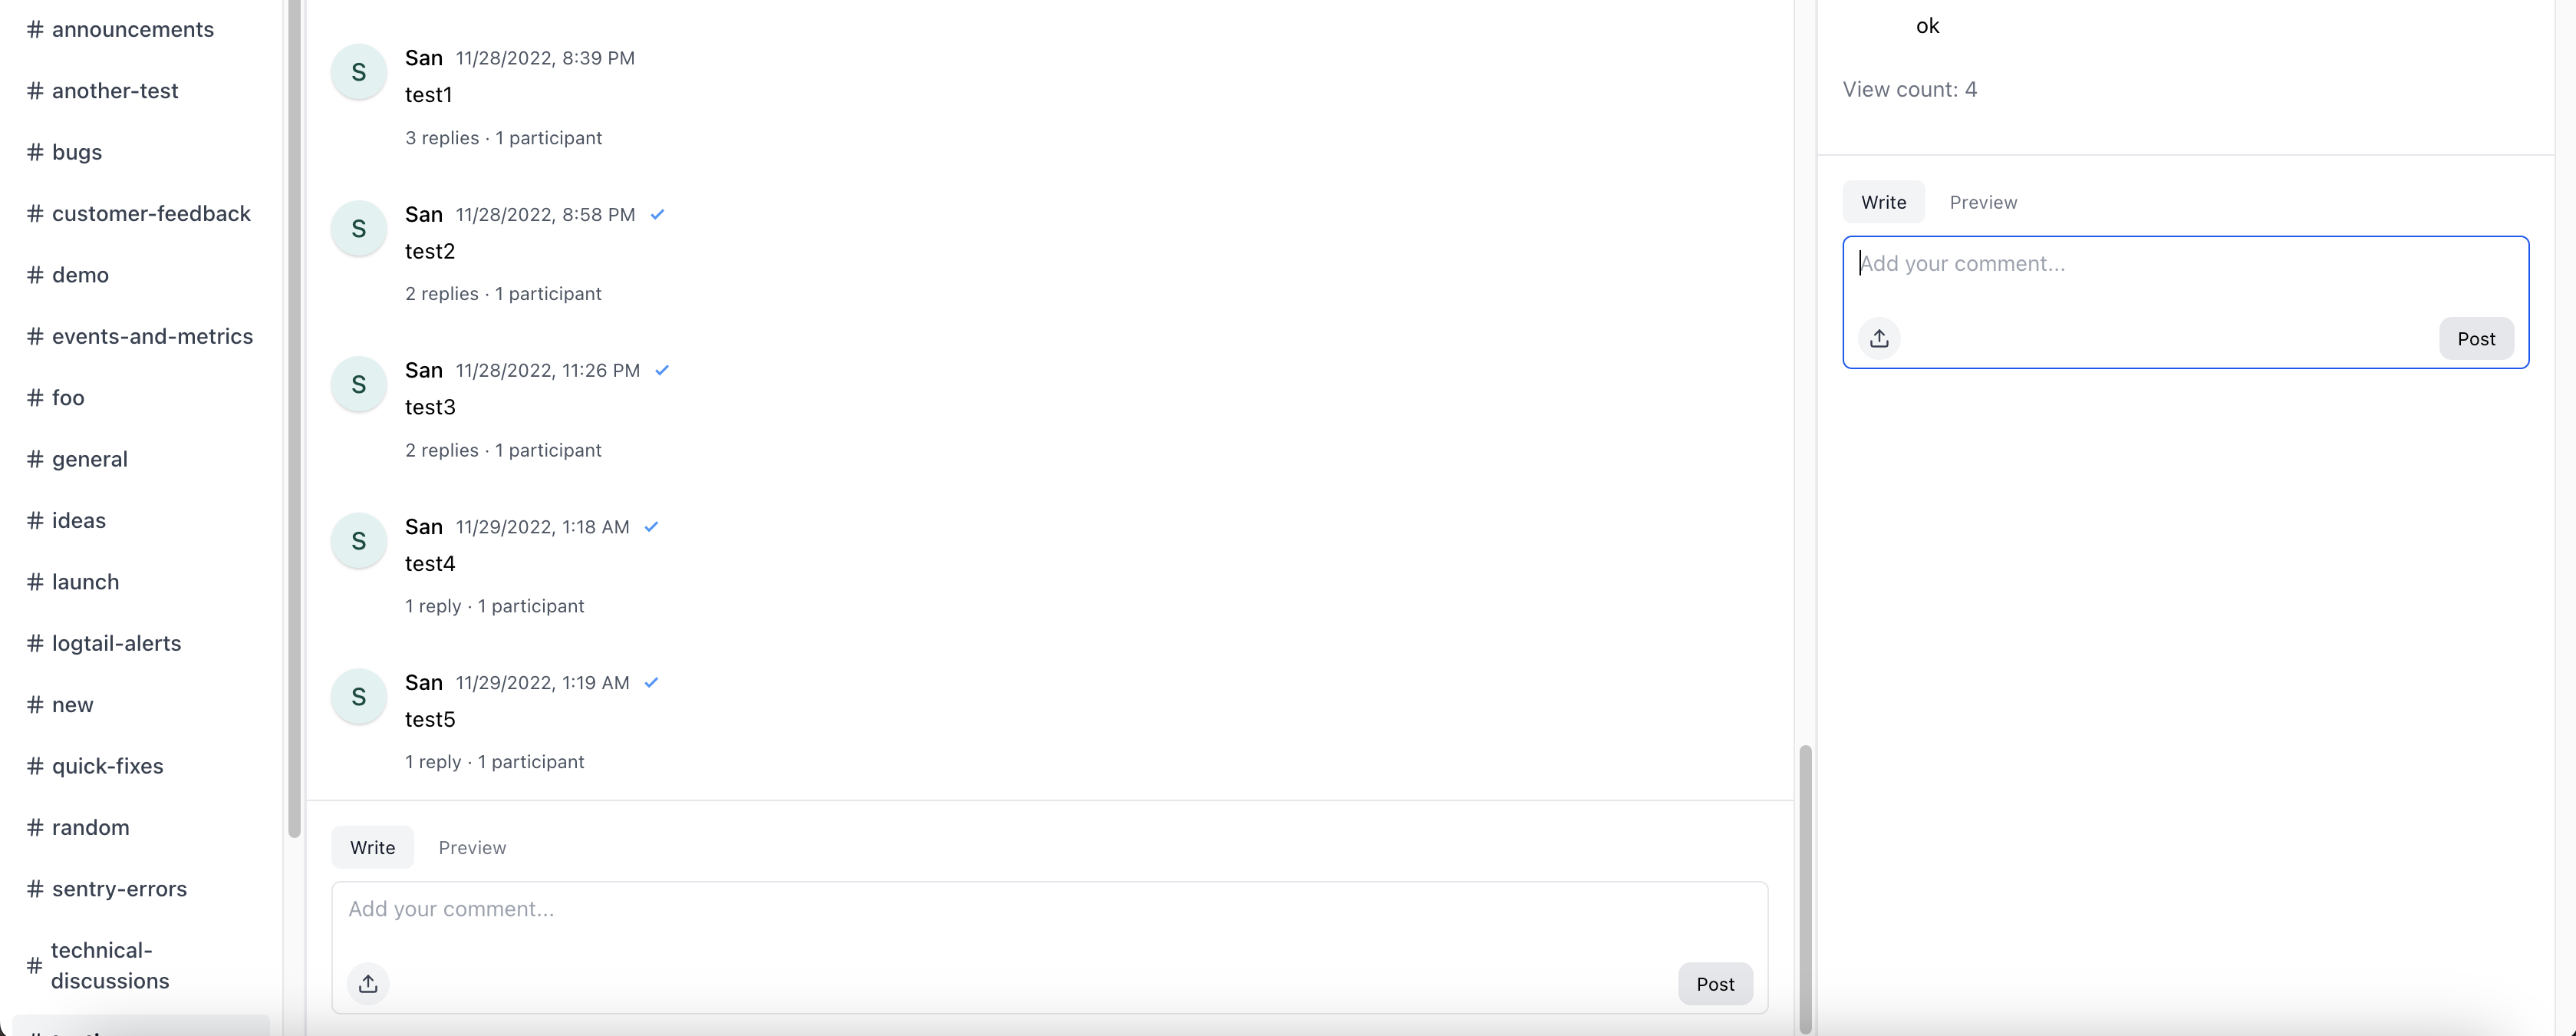 # announcements
# another-test
# bugs
# customer-feedback
# demo
# events-and-metrics
# foo
# general
# ideas
# launch
# logtail-alerts
# new
# quick-fixes
# random
# sentry-errors
# technical-
discussions
S San 11/28/2022, 8:39 PM
test1
3 replies · 1 participant
S San 11/28/2022, 8:58 PM
test2
2 replies · 1 participant
S San 11/28/2022, 11:26 PM
test3
2 replies · 1 participant
S San 11/29/2022, 1:18 AM
test4
1 reply · 1 participant
S San 11/29/2022, 1:19 AM
test5
1 reply · 1 participant
Write Preview
Add your comment...
Post
ok
View count: 4
Write Preview
Add your comment...
Post